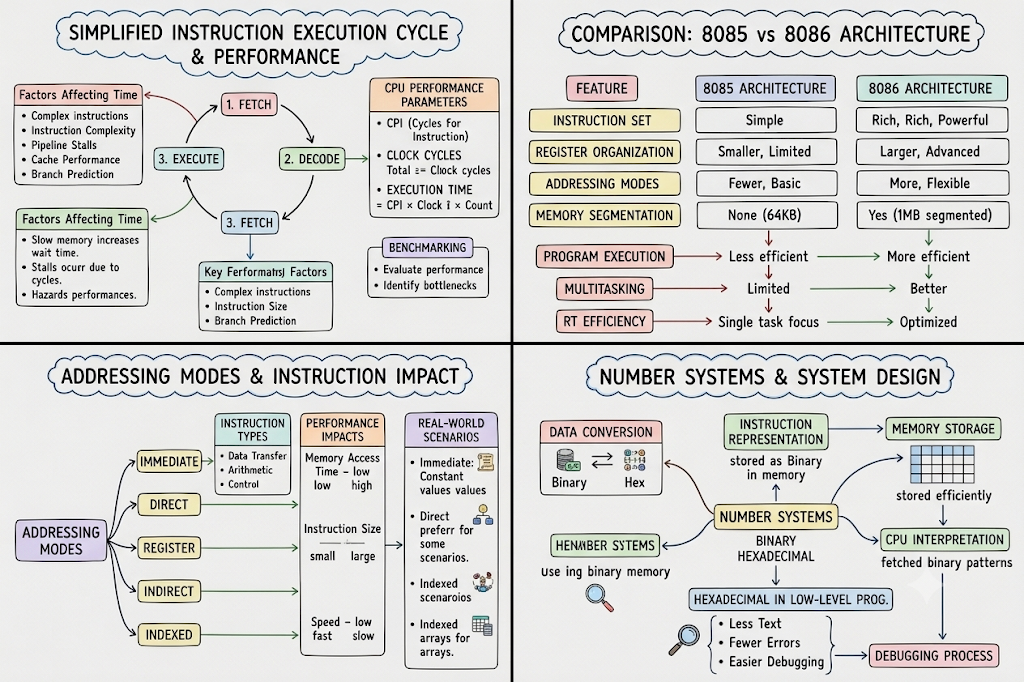 SIMPLIFIED INSTRUCTION EXECUTION CYCLE
& PERFORMANCE
Factors Affecting Time
• Complex instructions
• Instruction Complexity
• Pipeline Stalls
• Cache Performance
• Branch Prediction
1. FETCH
2. DECODE
3. FETCH
3. EXECUTE
Factors Affecting Time
• Slow memory increases
wait time.
• Stalls ocurr due to
cycles.
• Hazards performances.
Key Ferformaɦsj Factors
• Complex instructions
• Instruction Size
• Branch Prediction
CPU PERFORMANCE
PARAMETERS
• CPI (Cycles for
Instruction)
• CLOCK CYCLES
Total ≥= Clock cycles
• EXECUTION TIME
= CPI × Clock × Count
BENCHMARKING
• Evaluate performance
• Identify bottlenecks
COMPARISON: 8085 vs 8086 ARCHITECTURE
FEATURE 8085 ARCHITECTURE 8086 ARCHITECTURE
INSTRUCTION SET Simple Rich, Rich, Powerful
REGISTER ORGANIZATION Smaller, Limited Larger, Advanced
ADDRESSING MODES Fewer, Basic More, Flexible
MEMORY SEGMENTATION None (64KB) Yes (1MB segmented)
PROGRAM EXECUTION Less efficient More efficient
MULTITASKING Limited Better
RT EFFICIENCY Single task focus Optimized
ADDRESSING MODES & INSTRUCTION IMPACT
ADDRESSING
MODES
IMMEDIATE
DIRECT
REGISTER
INDIRECT
INDEXED
INSTRUCTION
TYPES
• Data Transfer
• Arithmetic
• Control
PERFORMANCE
IMPACTS
Memory Access
Time – low
low high
Instruction Size
small large
Speed – low
fast slow
REAL-WORLD
SCENARIOS
• Immediate:
Constant
values values
• Direct
preferr for
some
scenarios.
• Indexed
scenaroios
• Indexed
arrays for
arrays.
NUMBER SYSTEMS & SYSTEM DESIGN
DATA CONVERSION
Binary Hex
INSTRUCTION
REPRESENTATION
stored as Binary
in memory
MEMORY STORAGE
stored efficiently
NUMBER SYSTEMS
BINARY
HEXADECIMAL
SYSTEMS
use ing binary memory
CPU INTERPRETATION
fetched binary patterns
HEXADECIMAL IN LOW-LEVEL PROG.
• Less Text
• Fewer Errors
• Easier Debugging
DEBUGGING PROCESS